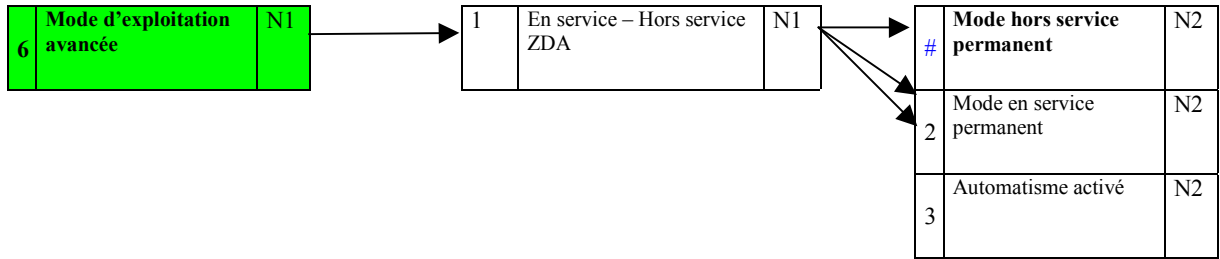 6 Mode d'exploitation avancée N1
1 En service – Hors service ZDA N1
# Mode hors service permanent N2
2 Mode en service permanent N2
3 Automatisme activé N2